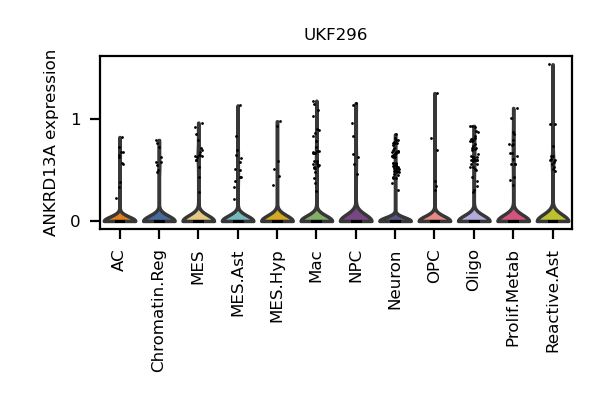 UKF296
ANKRD13A expression
1
0
AC
Chromatin.Reg
MES
MES.Ast
MES.Hyp
Mac
NPC
Neuron
OPC
Oligo
Prolif.Metab
Reactive.Ast